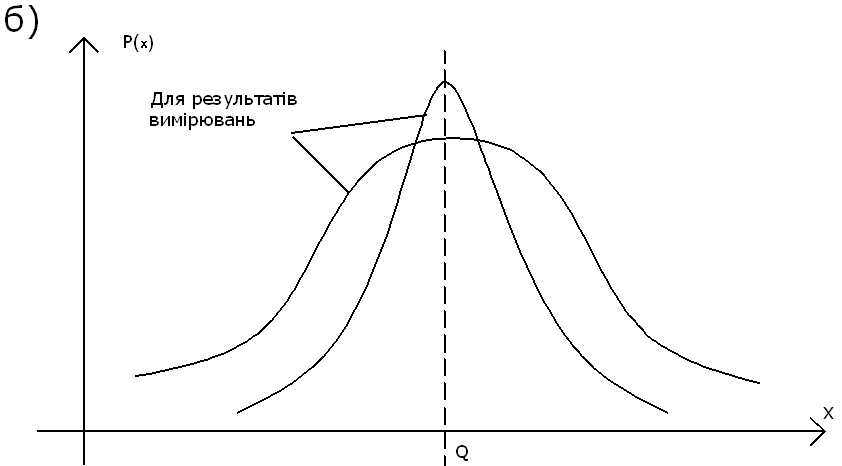 б)
P(x)
Для результатів
вимірювань
X
Q